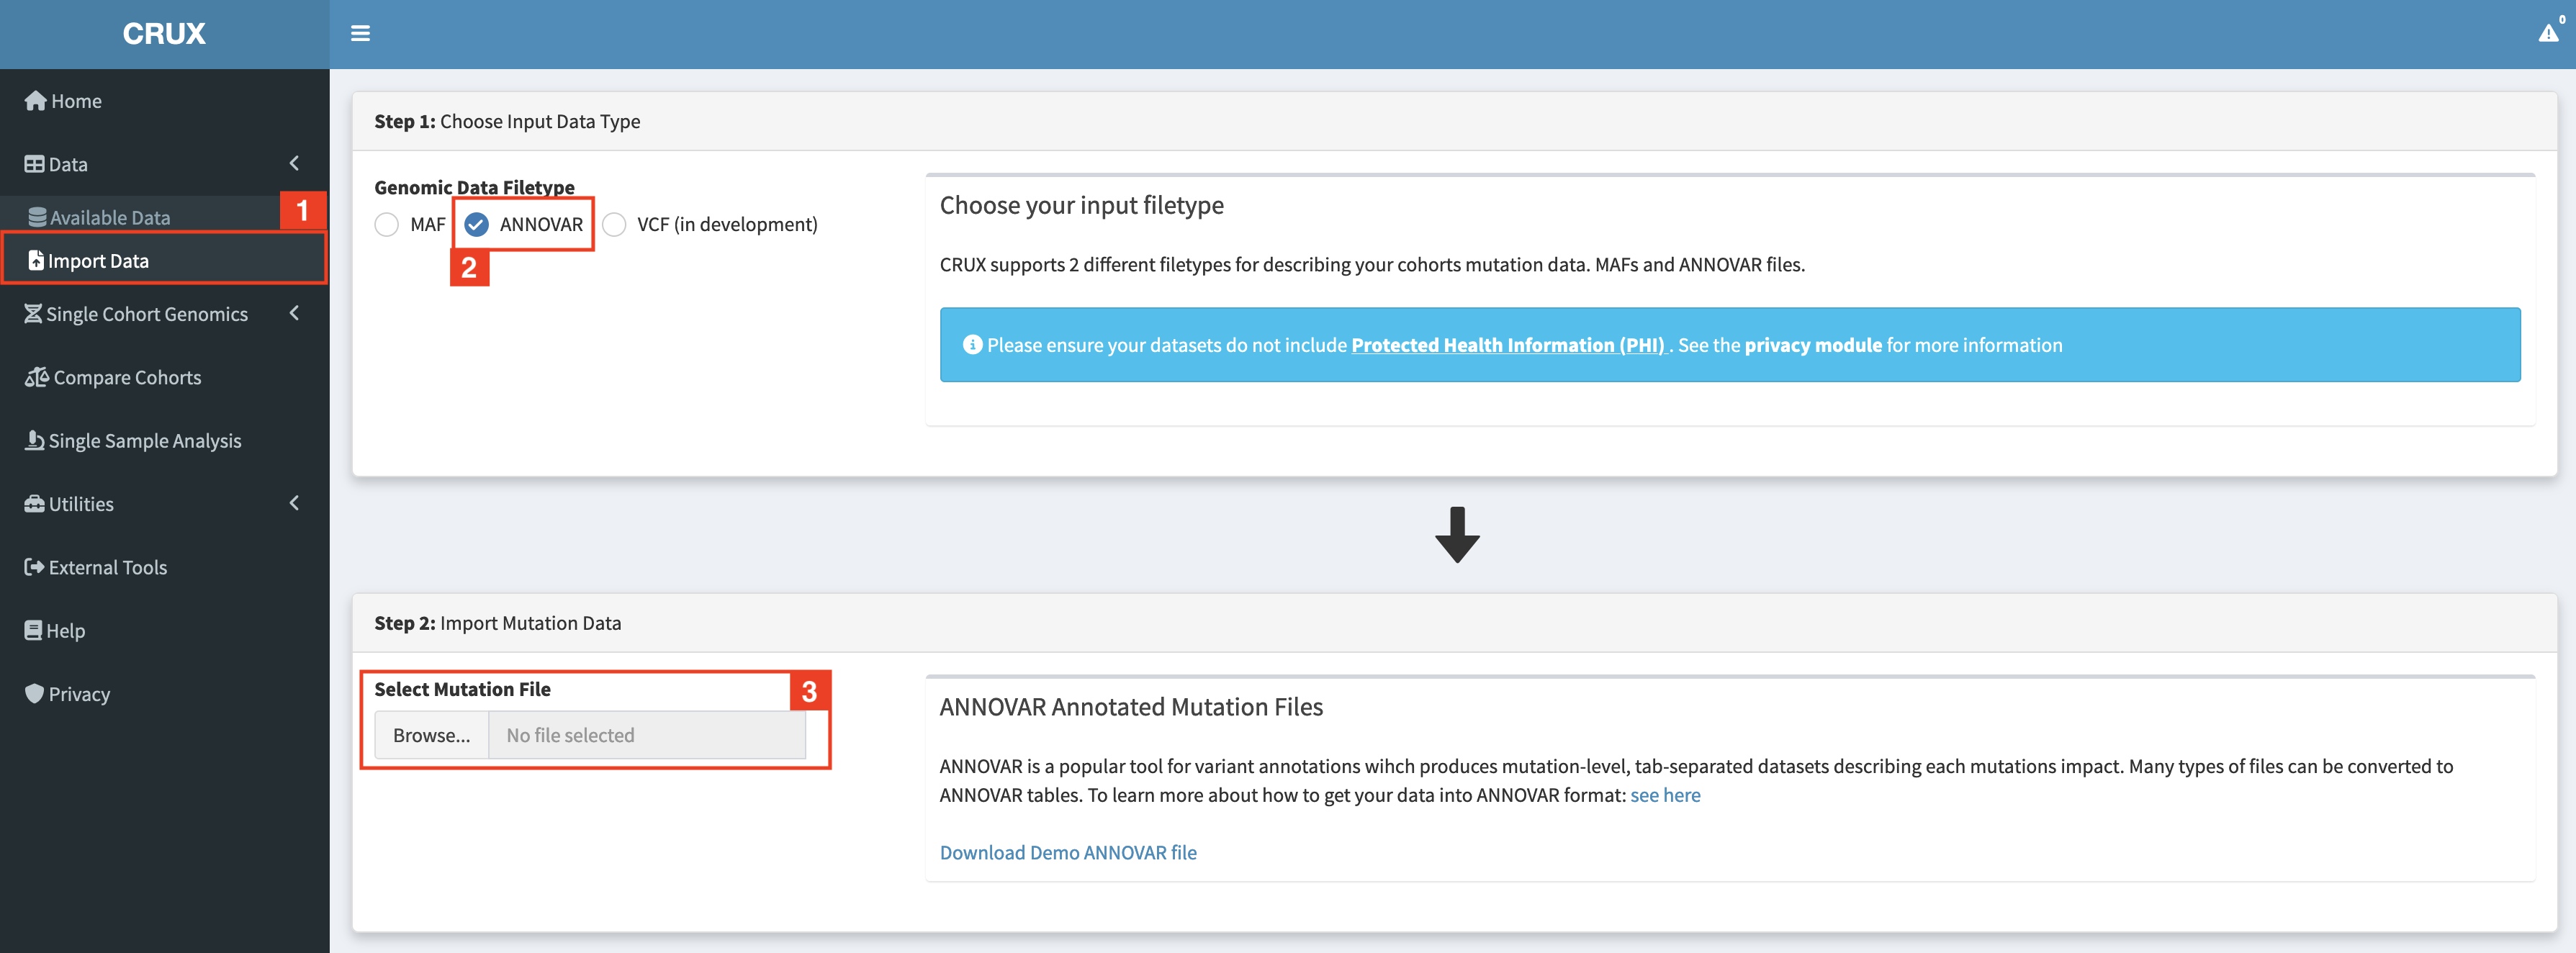 CRUX
0
Home
Data
Available Data
1
Import Data
Single Cohort Genomics
Compare Cohorts
Single Sample Analysis
Utilities
External Tools
Help
Privacy
Step 1: Choose Input Data Type
Genomic Data Filetype
MAF ANNOVAR VCF (in development)
2
Choose your input filetype
CRUX supports 2 different filetypes for describing your cohorts mutation data. MAFs and ANNOVAR files.
Please ensure your datasets do not include Protected Health Information (PHI) . See the privacy module for more information
Step 2: Import Mutation Data
Select Mutation File
3
Browse... No file selected
ANNOVAR Annotated Mutation Files
ANNOVAR is a popular tool for variant annotations wihch produces mutation-level, tab-separated datasets describing each mutations impact. Many types of files can be converted to
ANNOVAR tables. To learn more about how to get your data into ANNOVAR format: see here
Download Demo ANNOVAR file